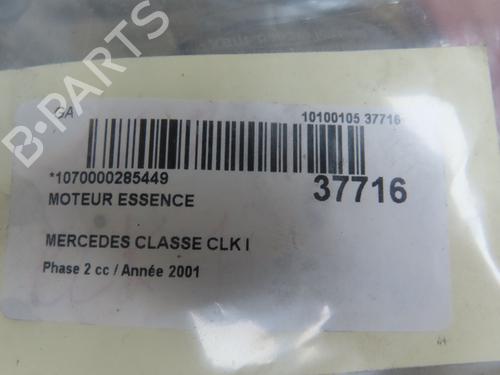 B-PARTS
GA
10100105 37716
*1070000285449
37716
MOTEUR ESSENCE
MERCEDES CLASSE CLK I
Phase 2 cc / Année 2001